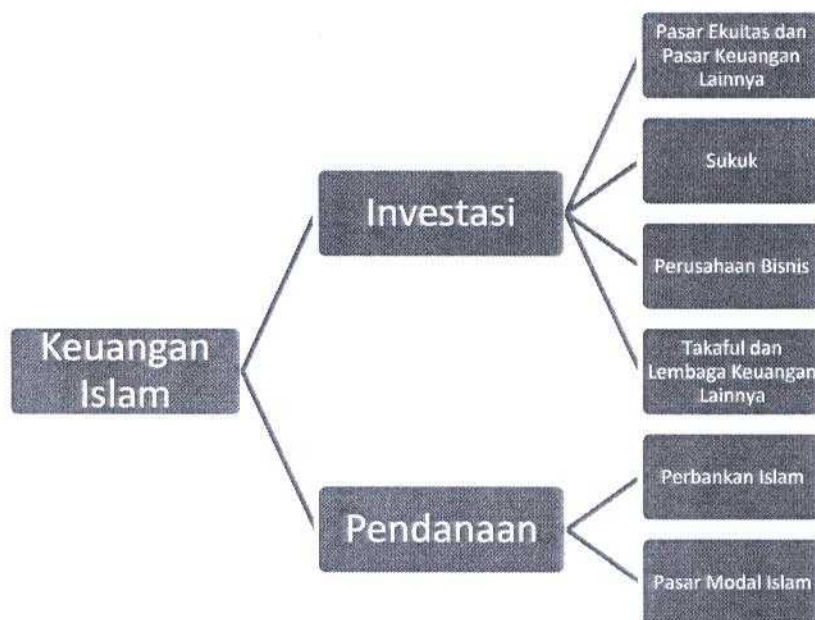 Keuangan
Islam
Investasi
Pasar Ekuitas dan
Pasar Keuangan
Lainnya
Sukuk
Perusahaan Bisnis
Takaful dan
Lembaga Keuangan
Lainnya
Pendanaan
Perbankan Islam
Pasar Modal Islam